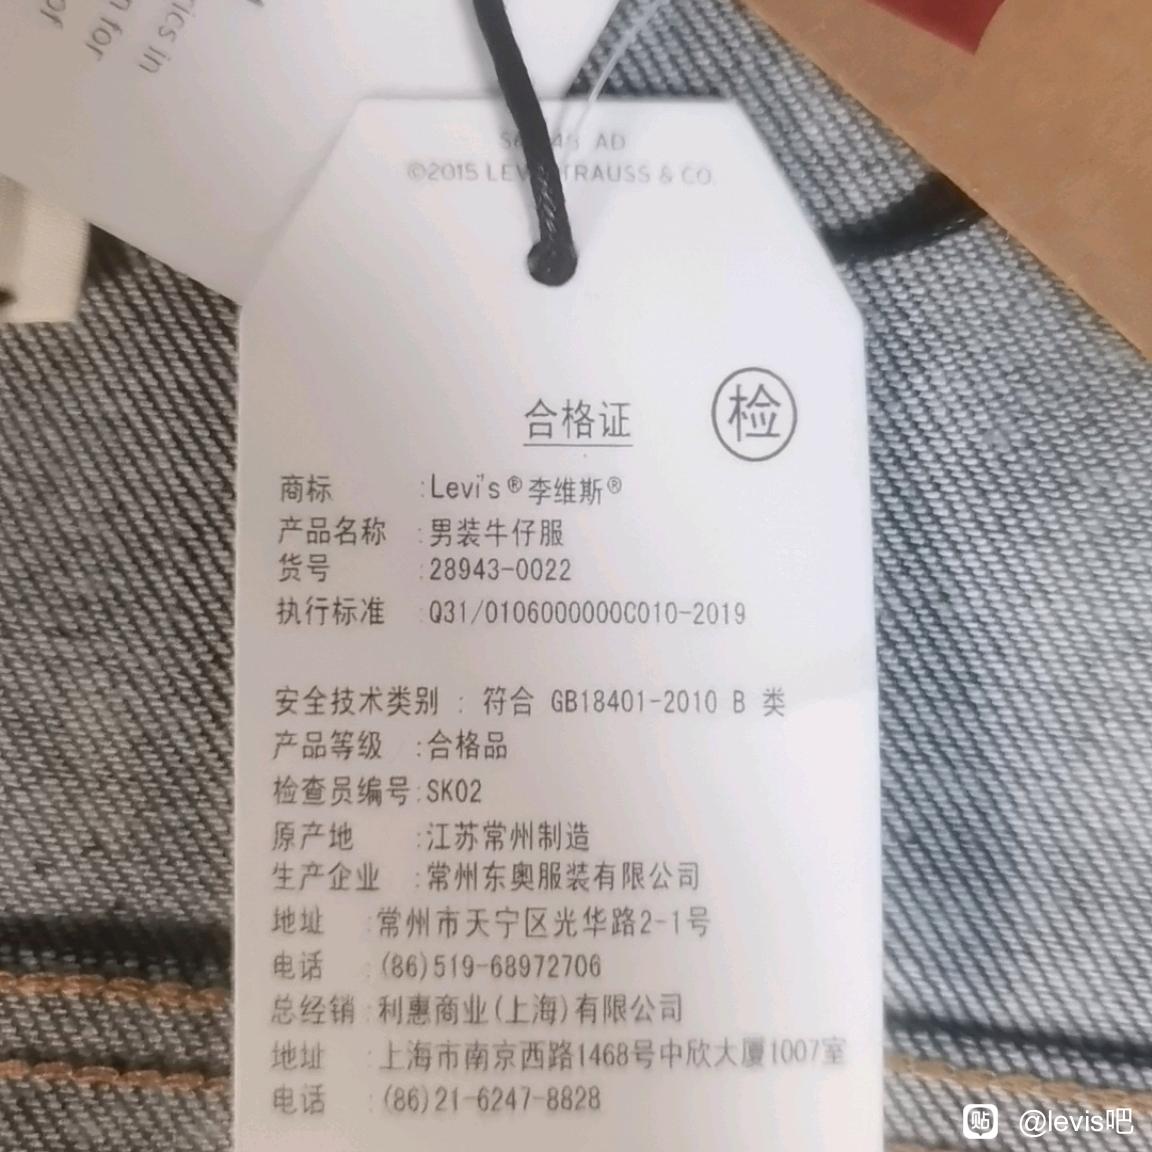 rics in
n for
of
AD
©2015 LEVI STRAUSS & CO.
合格证
检
商标 :Levi's®李维斯®
产品名称 :男装牛仔服
货号 :28943-0022
执行标准 :Q31/0106000000C010-2019
安全技术类别 : 符合 GB18401-2010 B 类
产品等级 :合格品
检查员编号:SK02
原产地 :江苏常州制造
生产企业 :常州东奥服装有限公司
地址 :常州市天宁区光华路2-1号
电话 :(86)519-68972706
总经销 :利惠商业(上海)有限公司
地址 :上海市南京西路1468号中欣大厦1007室
电话 :(86)21-6247-8828
贴 @levis吧